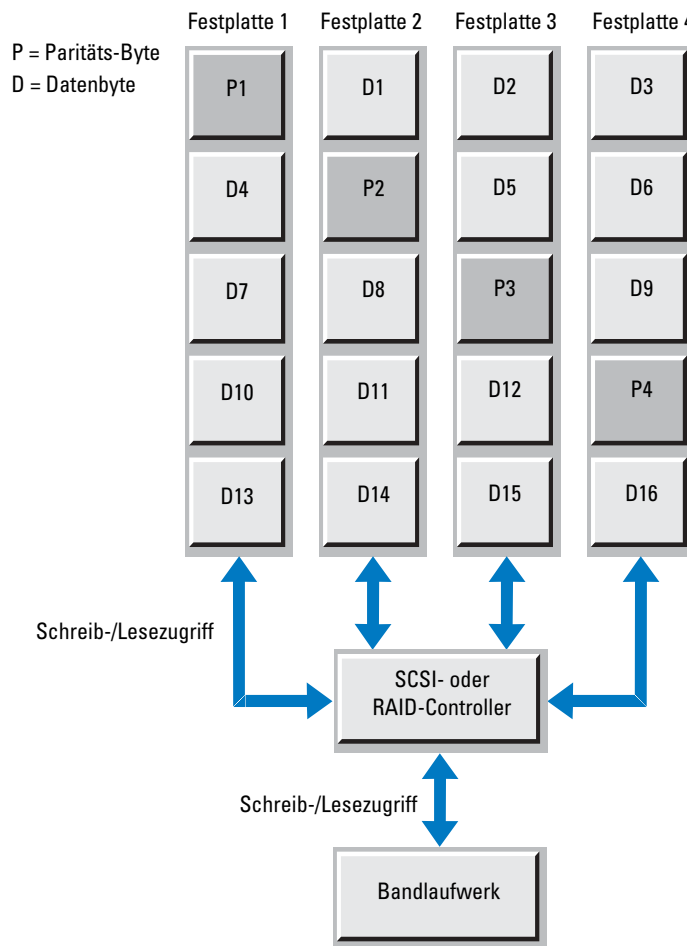 Festplatte 1 Festplatte 2 Festplatte 3 Festplatte 4
P = Paritäts-Byte
D = Datenbyte
P1 D1 D2 D3
D4 P2 D5 D6
D7 D8 P3 D9
D10 D11 D12 P4
D13 D14 D15 D16
Schreib-/Lesezugriff
SCSI- oder
RAID-Controller
Schreib-/Lesezugriff
Bandlaufwerk